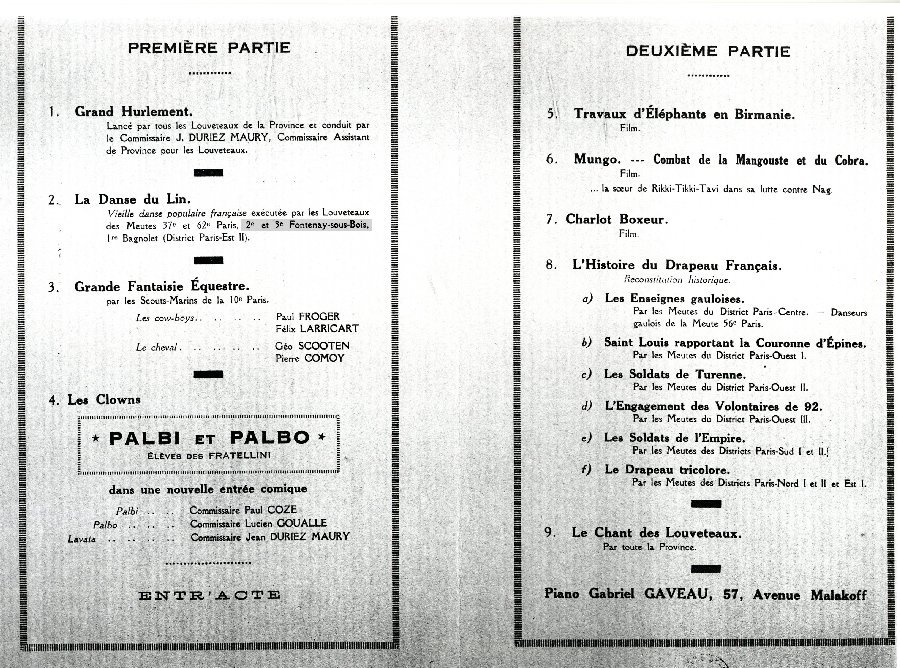 PREMIÈRE PARTIE
1. Grand Hurlement.
Lancé par tous les Louveteaux de la Province et conduit par
le Commissaire J. DURIEZ MAURY, Commissaire Assistant
de Province pour les Louveteaux.
2. La Danse du Lin.
Vieille danse populaire française exécutée par les Louveteaux
des Meutes 37e et 62e Paris, 2e et 3e Fontenay-sous-Bois,
1re Bagnolet (District Paris-Est II).
3. Grande Fantaisie Équestre.
par les Scouts-Marins de la 10e Paris.
Les cow-boys.. .. .. .. Paul FROGER
Félix LARRICART
Le cheval. .. .. .. .. .. Géo SCOOTEN
Pierre COMOY
4. Les Clowns
* PALBI ET PALBO *
ÉLÈVES DES FRATELLINI
dans une nouvelle entrée comique
Palbi .. .. Commissaire Paul COZE
Palbo .. .. .. Commissaire Lucien GOUALLE
Lavata .. .. .. .. Commissaire Jean DURIEZ MAURY
ENTR'ACTE
DEUXIÈME PARTIE
5. Travaux d'Éléphants en Birmanie.
Film.
6. Mungo. --- Combat de la Mangouste et du Cobra.
Film.
... la sœur de Rikki-Tikki-Tavi dans sa lutte contre Nag.
7. Charlot Boxeur.
Film.
8. L'Histoire du Drapeau Français.
Reconstitution historique.
a) Les Enseignes gauloises.
Par les Meutes du District Paris-Centre. — Danseurs
gaulois de la Meute 56e Paris.
b) Saint Louis rapportant la Couronne d'Épines.
Par les Meutes du District Paris-Ouest I.
c) Les Soldats de Turenne.
Par les Meutes du District Paris-Ouest II.
d) L'Engagement des Volontaires de 92.
Par les Meutes du District Paris-Ouest III.
e) Les Soldats de l'Empire.
Par les Meutes des Districts Paris-Sud I et II.
f) Le Drapeau tricolore.
Par les Meutes des Districts Paris-Nord I et II et Est I.
9. Le Chant des Louveteaux.
Par toute la Province.
Piano Gabriel GAVEAU, 57, Avenue Malakoff